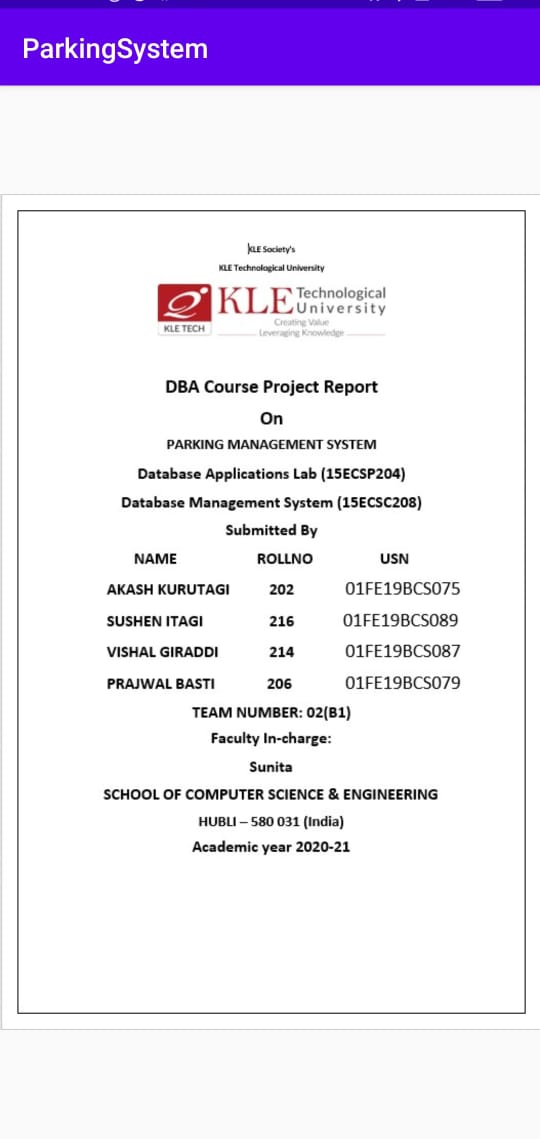 ParkingSystem
KLE Society's
KLE Technological University
KLE Technological
University
KLE TECH
Creating Value
Leveraging Knowledge
DBA Course Project Report
On
PARKING MANAGEMENT SYSTEM
Database Applications Lab (15ECSP204)
Database Management System (15ECSC208)
Submitted By
NAME ROLLNO USN
AKASH KURUTAGI 202 01FE19BCS075
SUSHEN ITAGI 216 01FE19BCS089
VISHAL GIRADDI 214 01FE19BCS087
PRAJWAL BASTI 206 01FE19BCS079
TEAM NUMBER: 02(B1)
Faculty In-charge:
Sunita
SCHOOL OF COMPUTER SCIENCE & ENGINEERING
HUBLI – 580 031 (India)
Academic year 2020-21